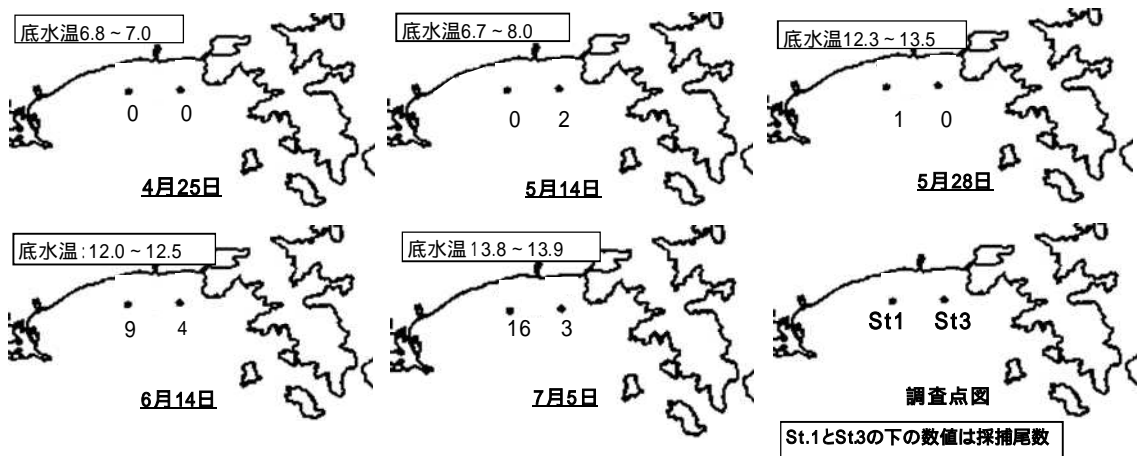 底水温6.8～7.0
0 0
4月25日
底水温6.7～8.0
0 2
5月14日
底水温12.3～13.5
1 0
5月28日
底水温:12.0～12.5
9 4
6月14日
底水温13.8～13.9
16 3
7月5日
St1 St3
調査点図
St.1とSt.3の下の数値は採捕尾数